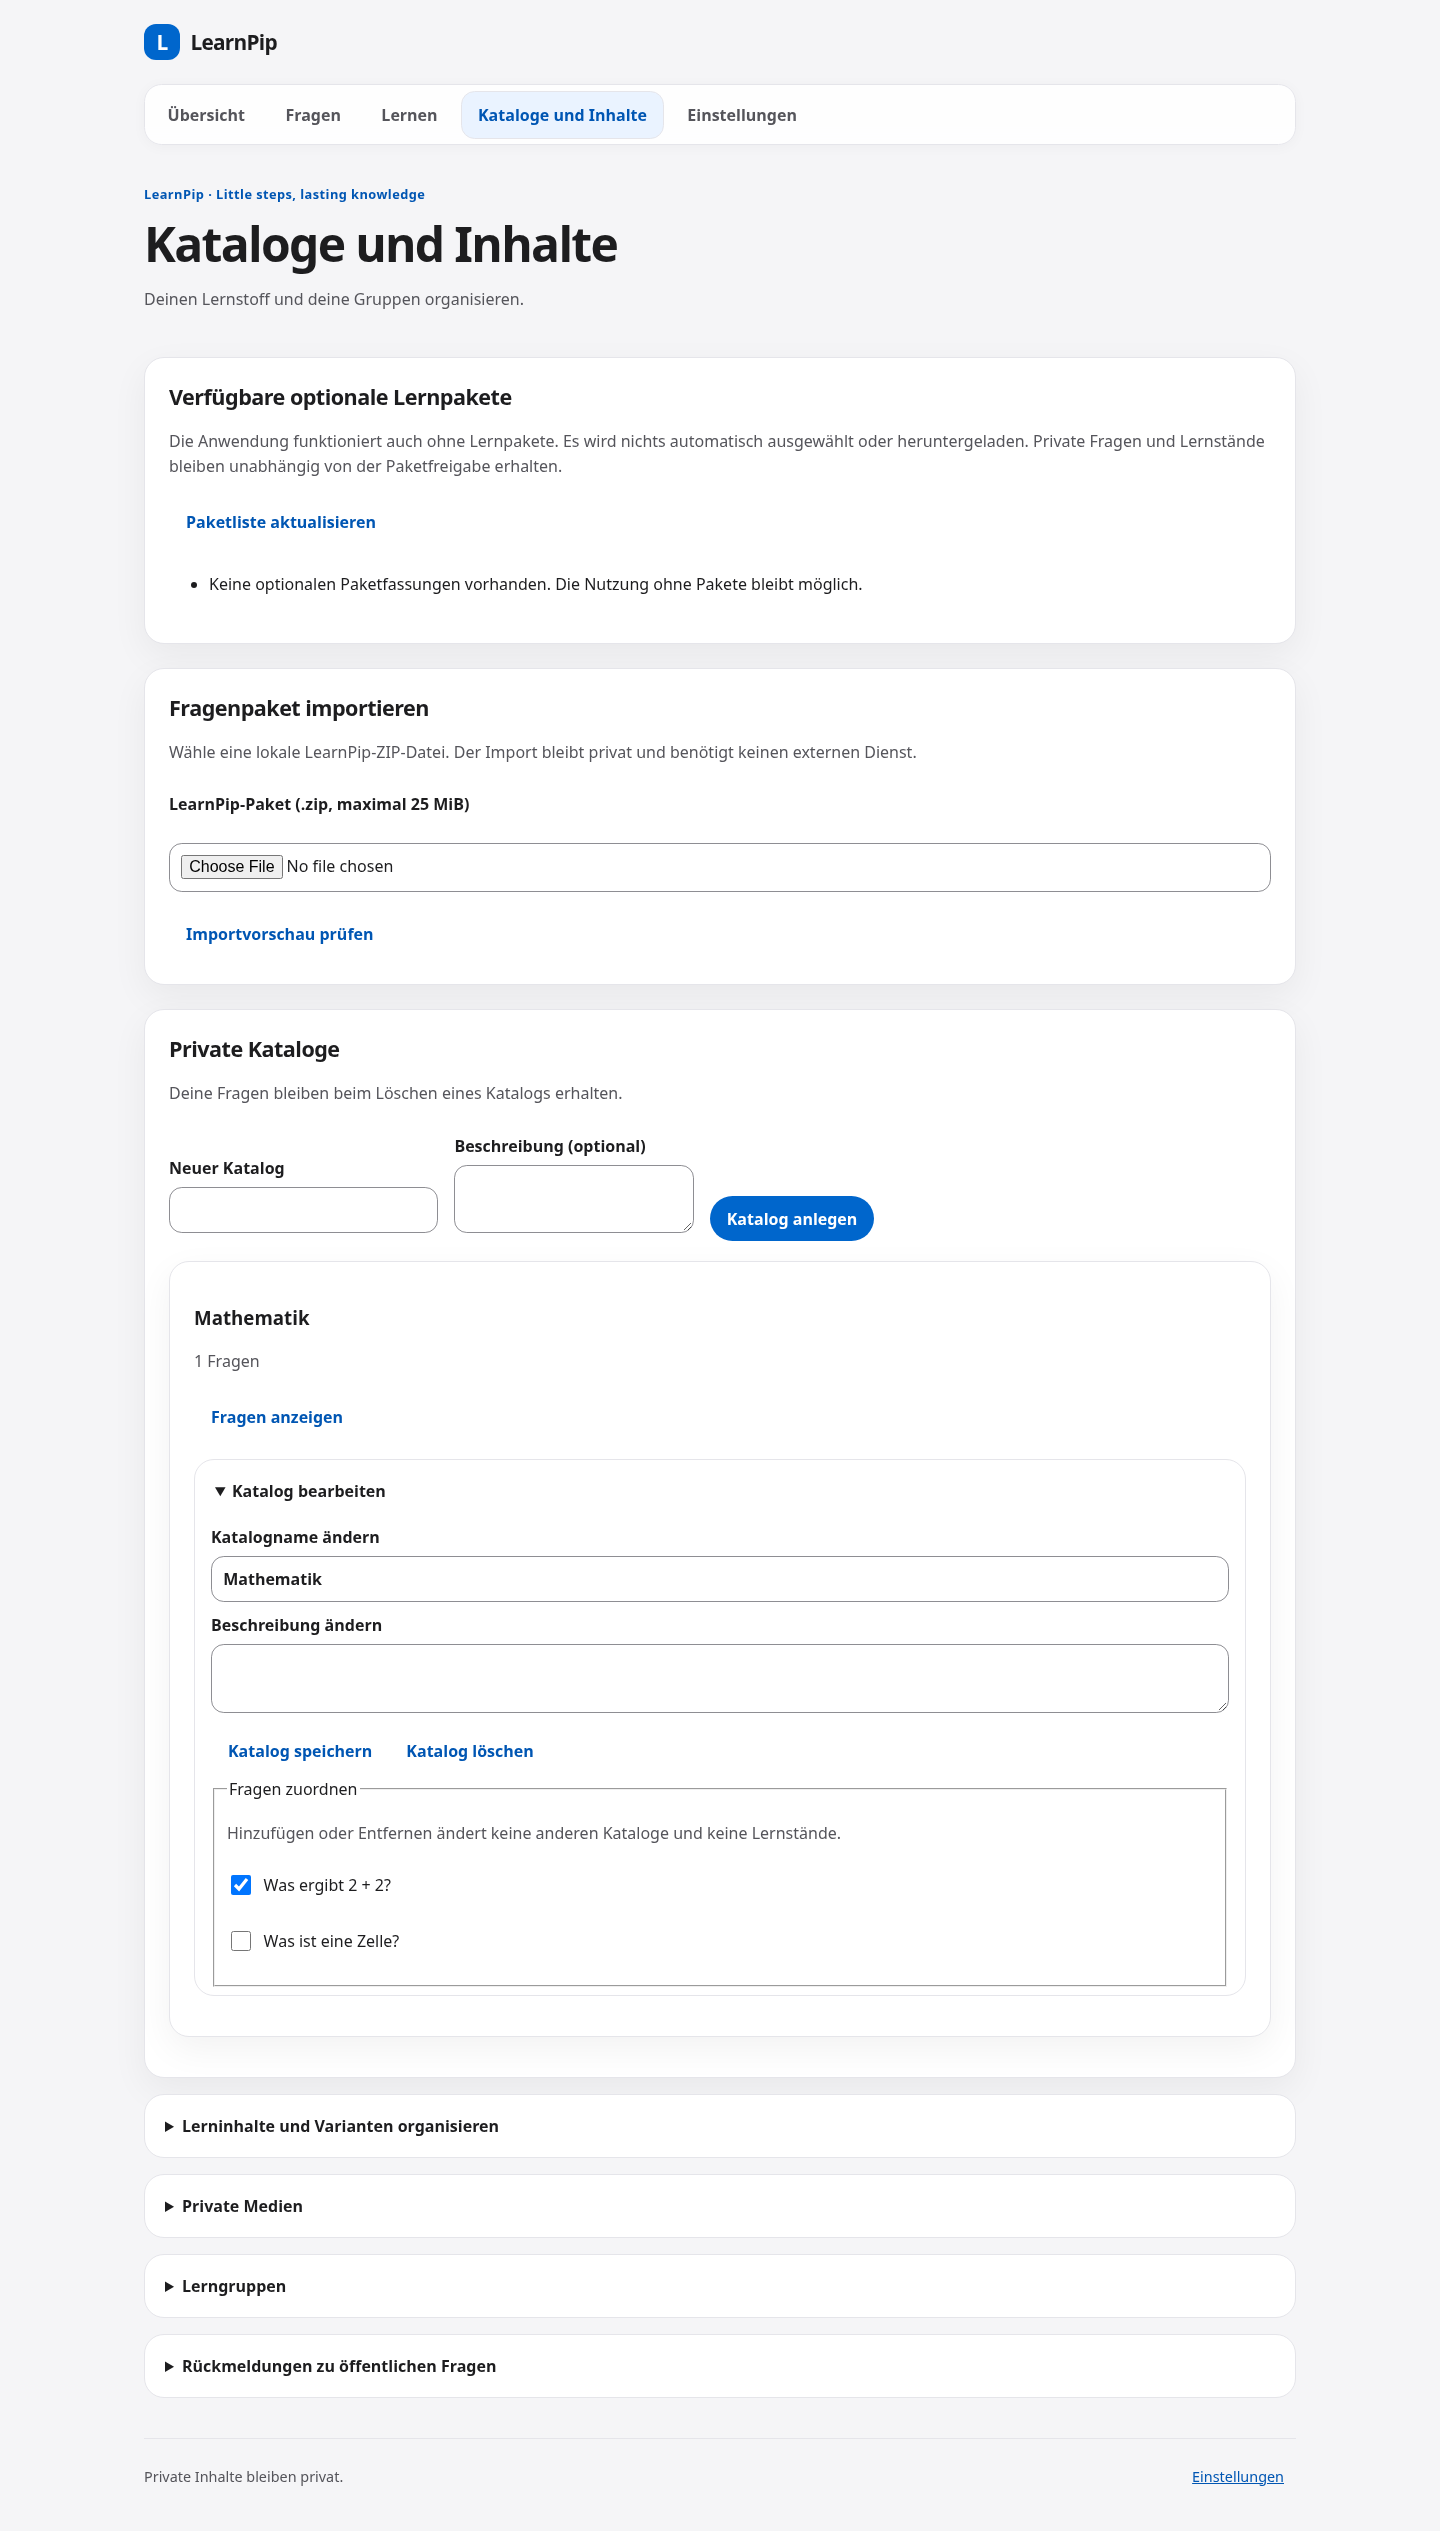 L LearnPip
Übersicht Fragen Lernen Kataloge und Inhalte Einstellungen
LearnPip · Little steps, lasting knowledge
Kataloge und Inhalte
Deinen Lernstoff und deine Gruppen organisieren.
Verfügbare optionale Lernpakete
Die Anwendung funktioniert auch ohne Lernpakete. Es wird nichts automatisch ausgewählt oder heruntergeladen. Private Fragen und Lernstände
bleiben unabhängig von der Paketfreigabe erhalten.
Paketliste aktualisieren
• Keine optionalen Paketfassungen vorhanden. Die Nutzung ohne Pakete bleibt möglich.
Fragenpaket importieren
Wähle eine lokale LearnPip-ZIP-Datei. Der Import bleibt privat und benötigt keinen externen Dienst.
LearnPip-Paket (.zip, maximal 25 MiB)
Choose File No file chosen
Importvorschau prüfen
Private Kataloge
Deine Fragen bleiben beim Löschen eines Katalogs erhalten.
Neuer Katalog
Beschreibung (optional)
Katalog anlegen
Mathematik
1 Fragen
Fragen anzeigen
Katalog bearbeiten
Katalogname ändern
Mathematik
Beschreibung ändern
Katalog speichern Katalog löschen
Fragen zuordnen
Hinzufügen oder Entfernen ändert keine anderen Kataloge und keine Lernstände.
Was ergibt 2 + 2?
Was ist eine Zelle?
Lerninhalte und Varianten organisieren
Private Medien
Lerngruppen
Rückmeldungen zu öffentlichen Fragen
Private Inhalte bleiben privat. Einstellungen